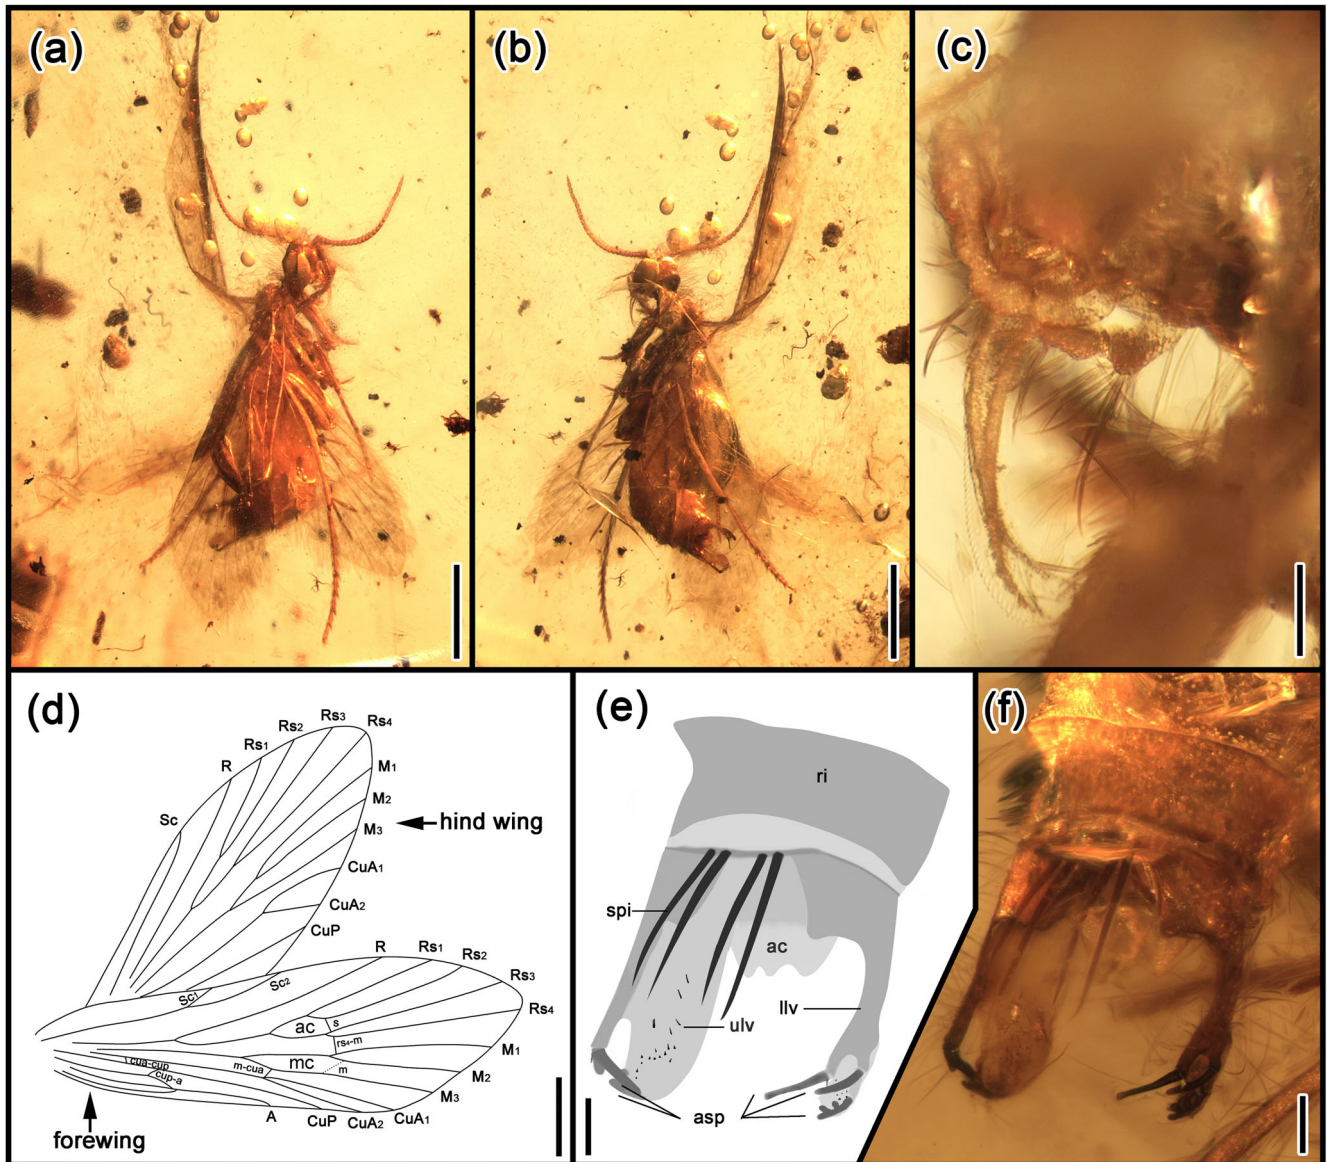 (a)
(b)
(c)
(d)
Sc
R
Rs1
Rs2
Rs3
Rs4
M1
M2
M3
hind wing
CuA1
CuA2
CuP
Sc1
Sc2
R
Rs1
Rs2
Rs3
Rs4
ac
s
rs4-m
mc
m
m-cua
cua-cup
cup-a
M1
M2
M3
CuA1
CuA2
CuP
A
forewing
(e)
ri
spi
ac
llv
ulv
asp
(f)